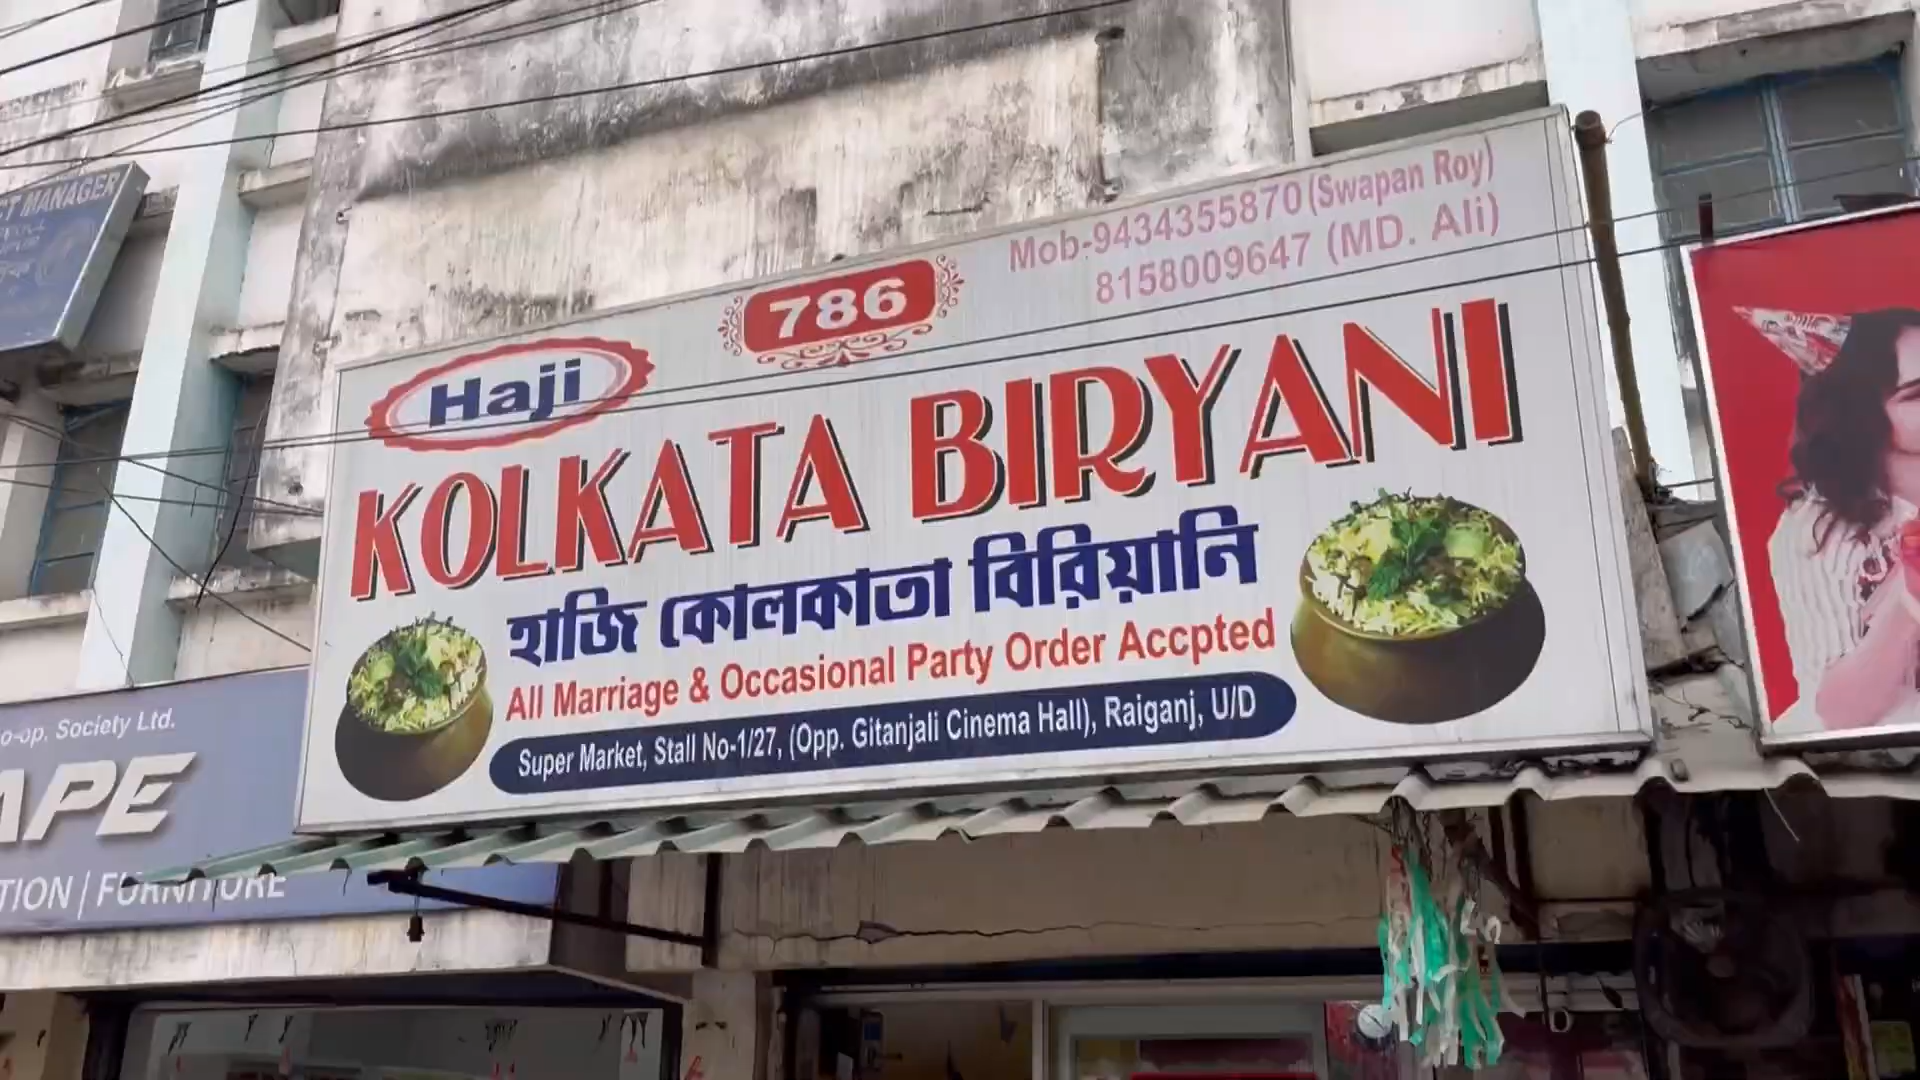 CT MANAGER
Mob-9434355870 (Swapan Roy)
8158009647 (MD. Ali)
786
Haji
KOLKATA BIRYANI
হাজি কোলকাতা বিরিয়ানি
All Marriage & Occasional Party Order Accpted
Super Market, Stall No-1/27, (Opp. Gitanjali Cinema Hall), Raiganj, U/D
o-op. Society Ltd.
APE
TION | FURNITURE